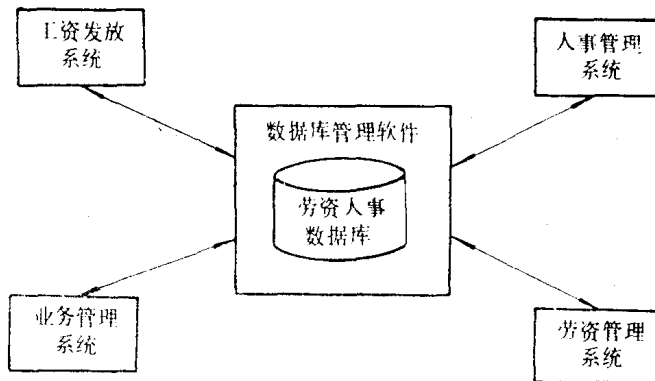 工资发放
系统
人事管理
系统
数据库管理软件
劳资人事
数据库
业务管理
系统
劳资管理
系统